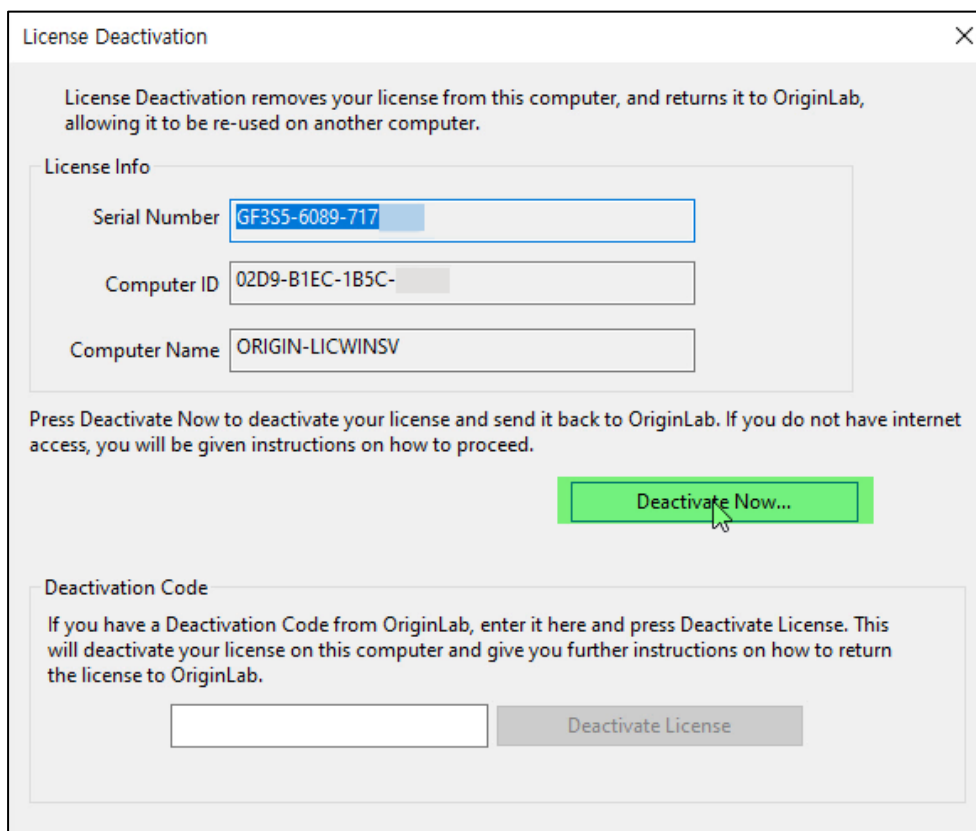 License Deactivation
License Deactivation removes your license from this computer, and returns it to OriginLab,
allowing it to be re-used on another computer.
License Info
Serial Number GF3S5-6089-717
Computer ID 02D9-B1EC-1B5C-
Computer Name ORIGIN-LICWINSV
Press Deactivate Now to deactivate your license and send it back to OriginLab. If you do not have internet
access, you will be given instructions on how to proceed.
Deactivate Now...
Deactivation Code
If you have a Deactivation Code from OriginLab, enter it here and press Deactivate License. This
will deactivate your license on this computer and give you further instructions on how to return
the license to OriginLab.
Deactivate License